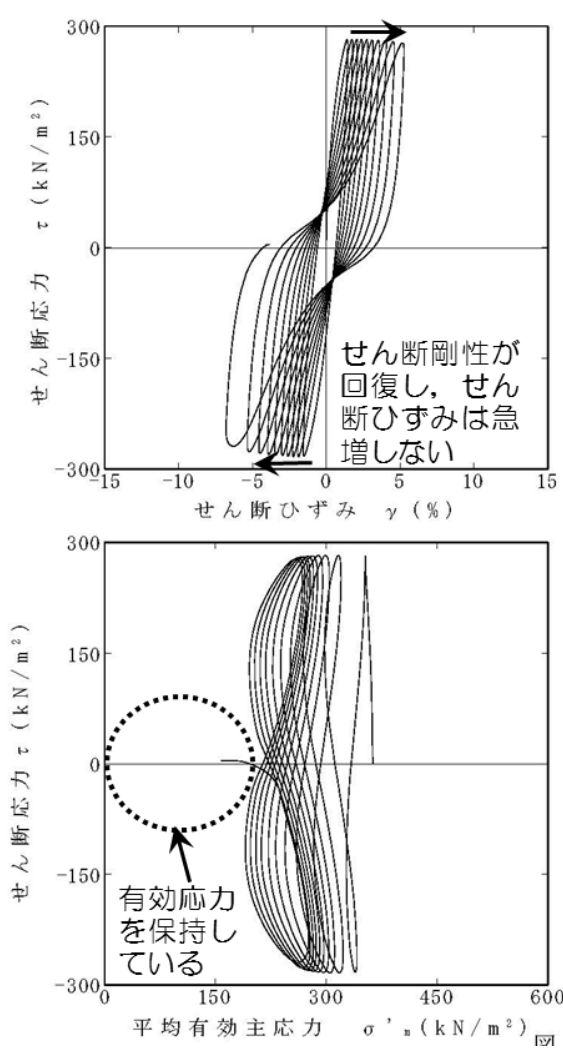 300
150
0
-150
-300
せん断応力 τ(kN/m²)
せん断剛性が
回復し，せん
断ひずみは急
増しない
-15 -10 -5 0 5 10 15
せん断ひずみ γ(%)
300
150
0
-150
-300
せん断応力 τ(kN/m²)
有効応力
を保持し
ている
0 150 300 450 600
平均有効主応力 σ'm(kN/m²)
図